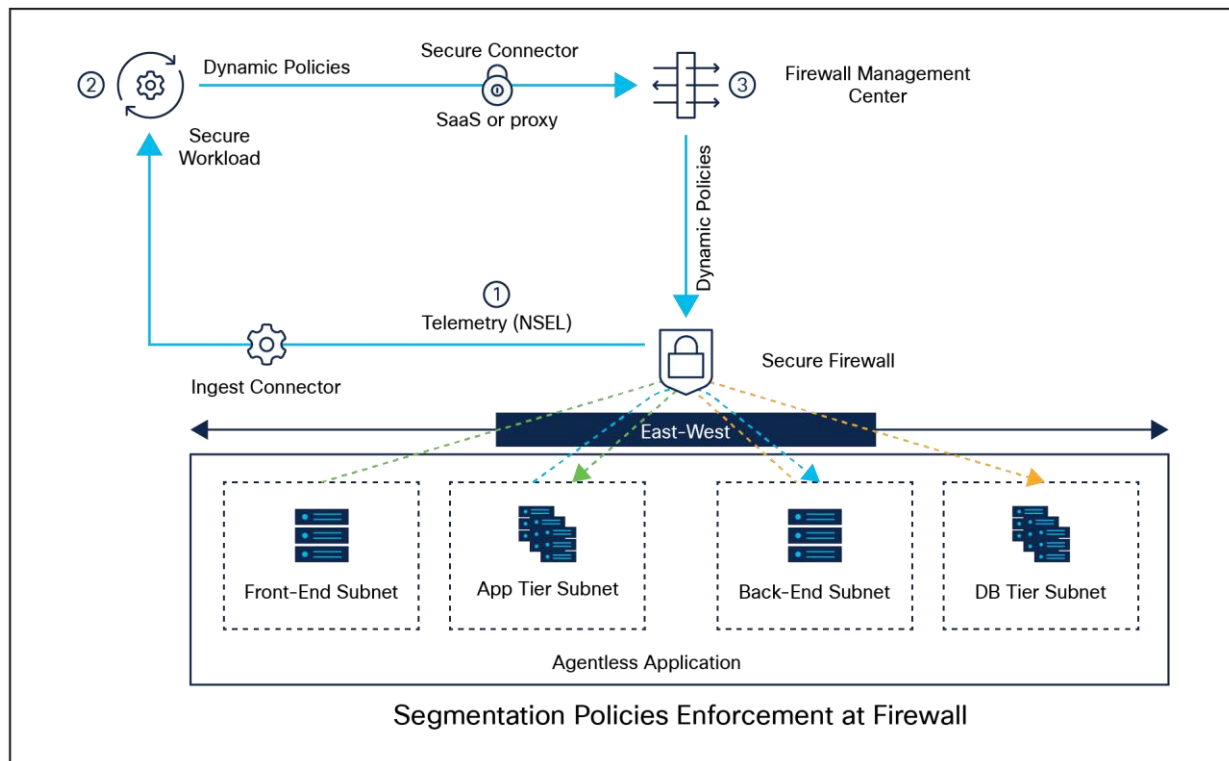 Secure Connector
Dynamic Policies
2
SaaS or proxy
3
Firewall Management
Center
Secure
Workload
Dynamic Policies
1
Telemetry (NSEL)
Ingest Connector
Secure Firewall
East-West
Front-End Subnet
App Tier Subnet
Back-End Subnet
DB Tier Subnet
Agentless Application
Segmentation Policies Enforcement at Firewall